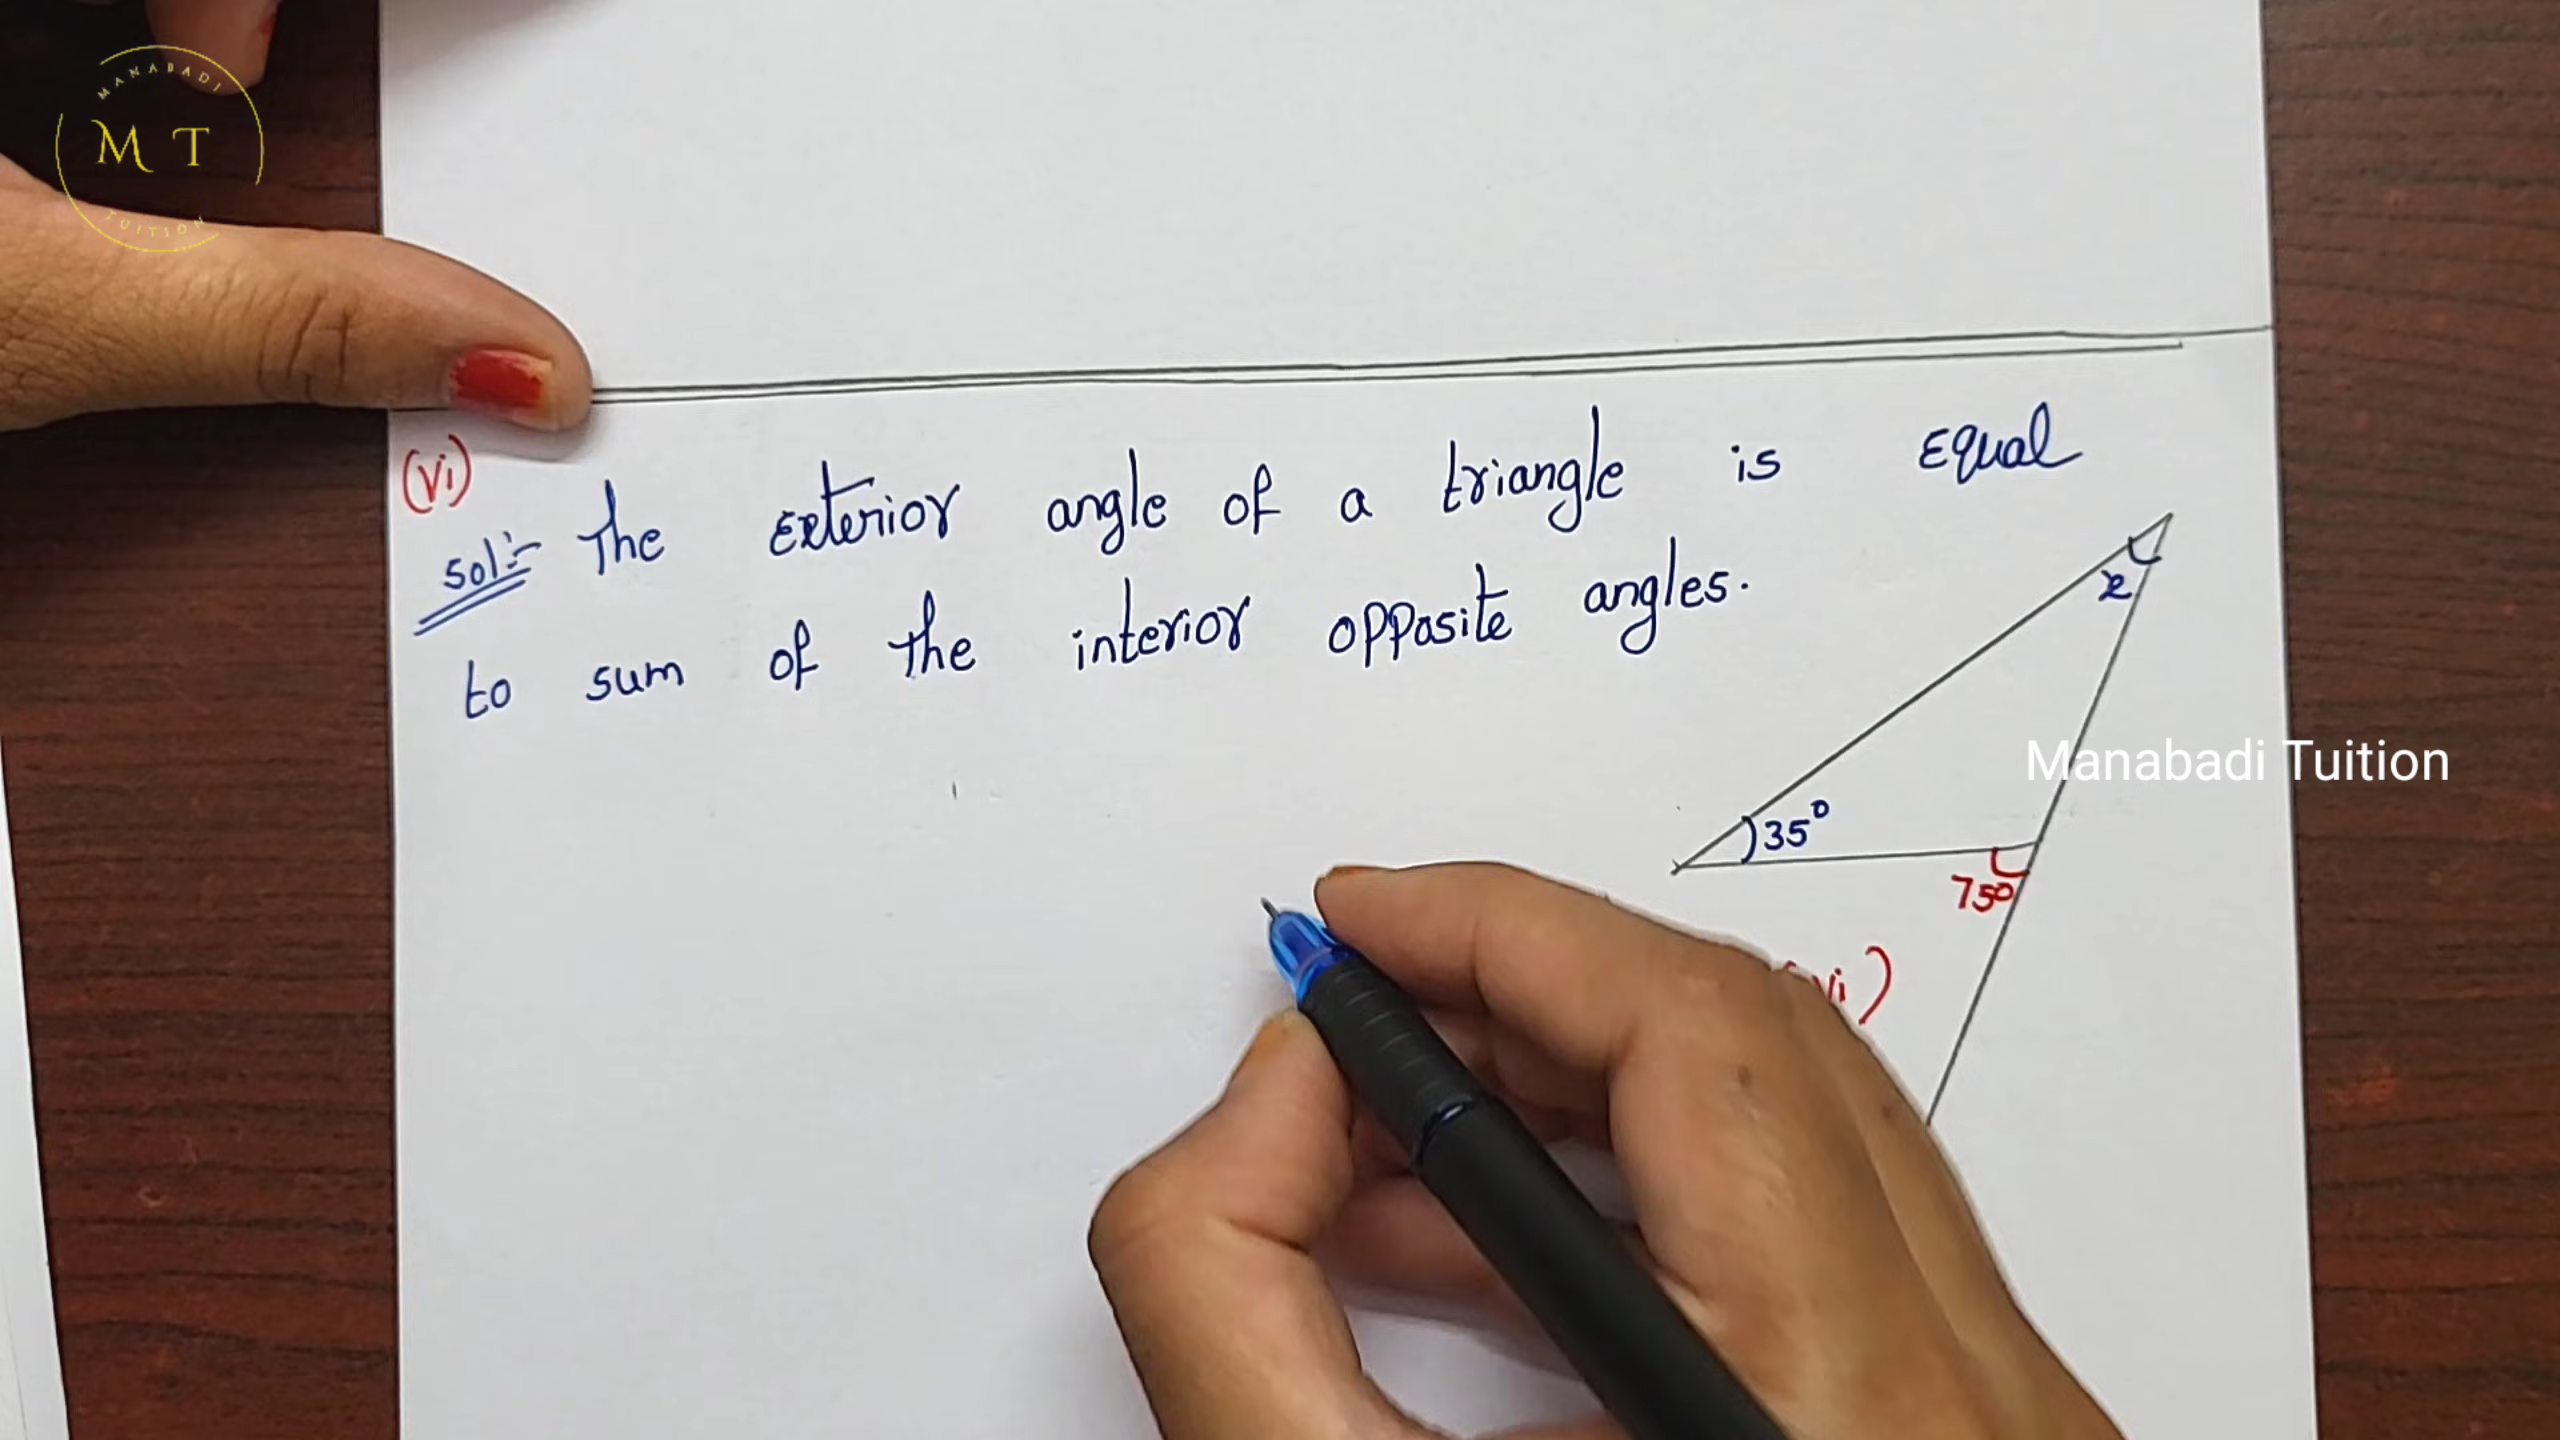 MANABADI
M T
TUITION
(vi)
sol:- The Exterior angle of a triangle is Equal
to sum of the interior opposite angles.
x
Manabadi Tuition
35°
75°
vi)